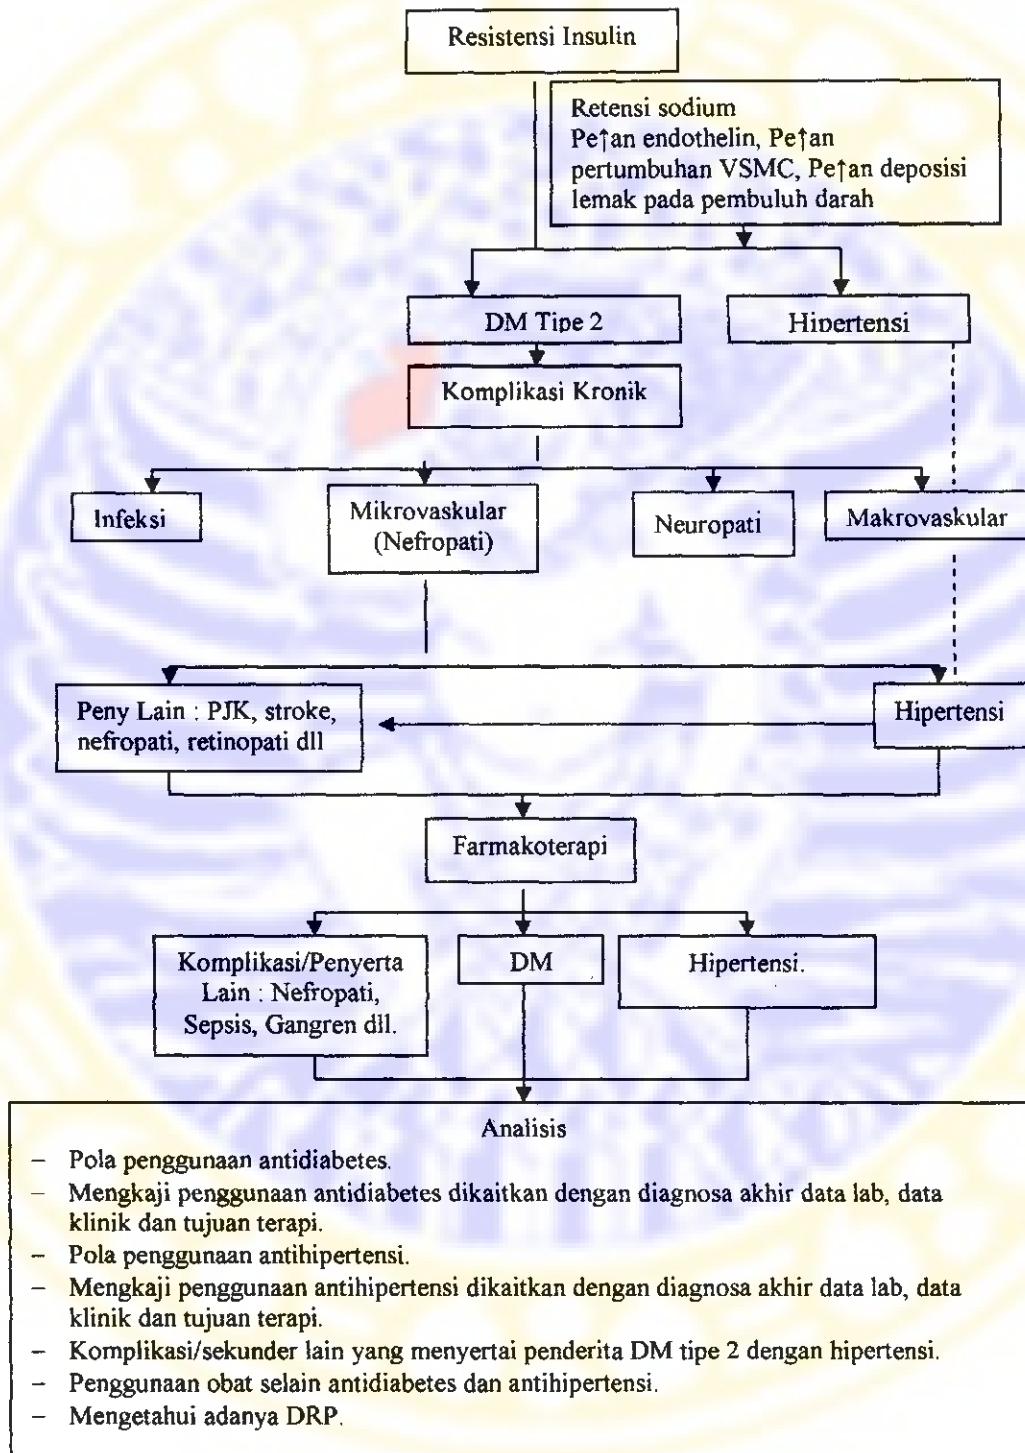 Resistensi Insulin
Retensi sodium
Pe↑an endothelin, Pe↑an
pertumbuhan VSMC, Pe↑an deposisi
lemak pada pembuluh darah
DM Tipe 2
Hipertensi
Komplikasi Kronik
Infeksi
Mikrovaskular
(Nefropati)
Neuropati
Makrovaskular
Peny Lain : PJK, stroke,
nefropati, retinopati dll
Hipertensi
Farmakoterapi
Komplikasi/Penyerta
Lain : Nefropati,
Sepsis, Gangren dll.
DM
Hipertensi.
Analisis
– Pola penggunaan antidiabetes.
– Mengkaji penggunaan antidiabetes dikaitkan dengan diagnosa akhir data lab, data
klinik dan tujuan terapi.
– Pola penggunaan antihipertensi.
– Mengkaji penggunaan antihipertensi dikaitkan dengan diagnosa akhir data lab, data
klinik dan tujuan terapi.
– Komplikasi/sekunder lain yang menyertai penderita DM tipe 2 dengan hipertensi.
– Penggunaan obat selain antidiabetes dan antihipertensi.
– Mengetahui adanya DRP.